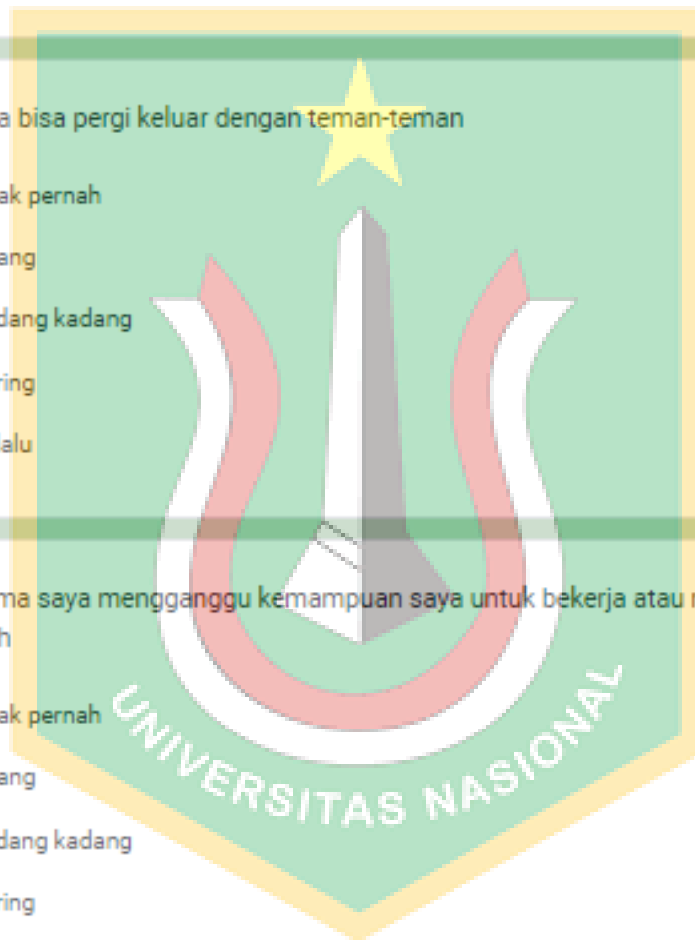 a bisa pergi keluar dengan teman-teman
ak pernah
ang
dang kadang
ring
alu
ma saya mengganggu kemampuan saya untuk bekerja atau
h
ak pernah
ang
dang kadang
ring
UNIVERSITAS NASIONAL